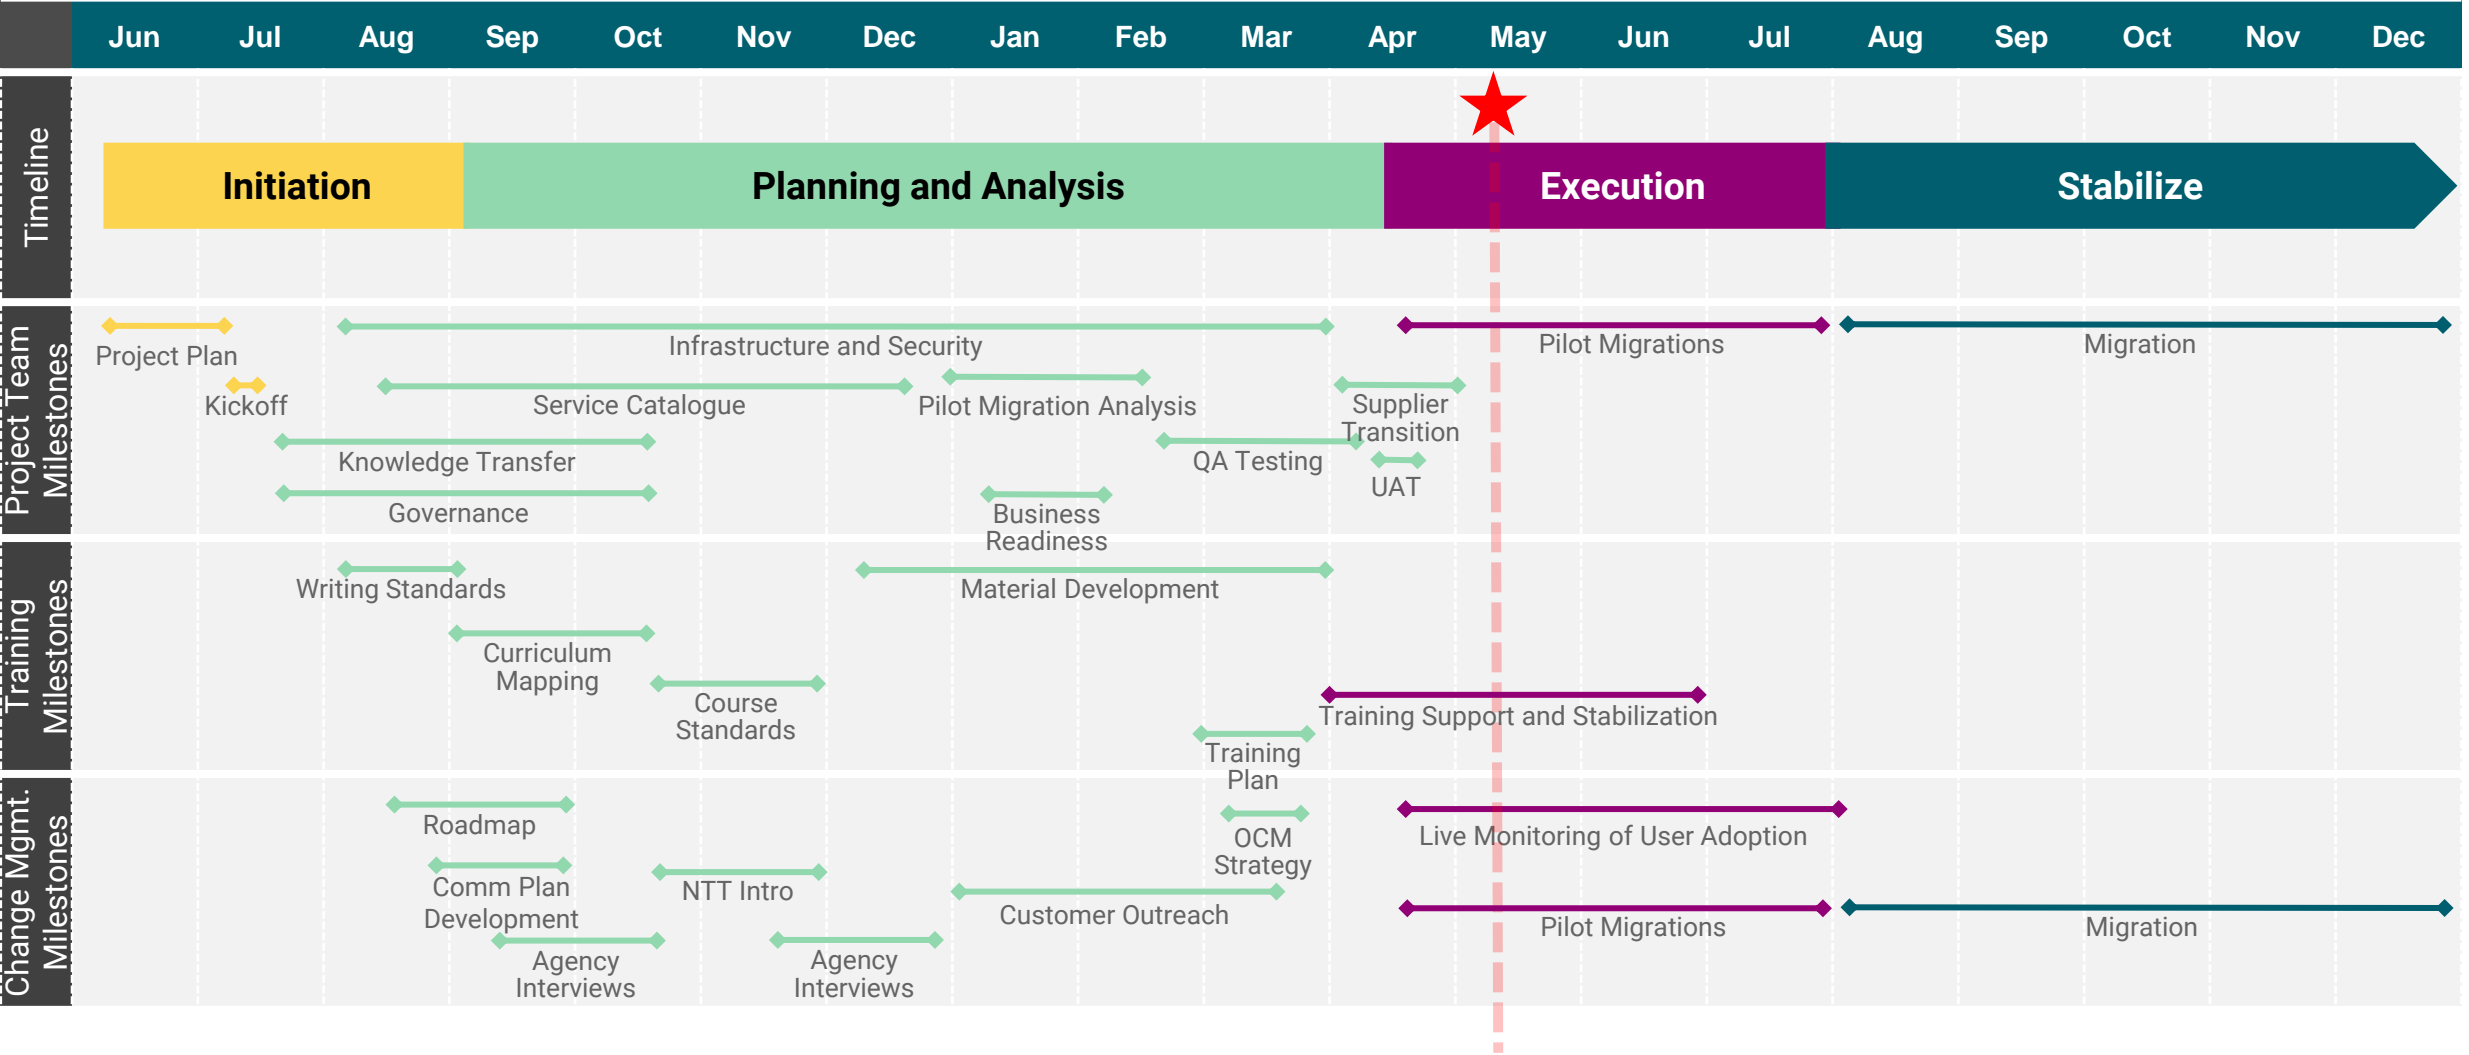 Jun Jul Aug Sep Oct Nov Dec Jan Feb Mar Apr May Jun Jul Aug Sep Oct Nov Dec
Timeline
Initiation
Planning and Analysis
Execution
Stabilize
Project Team
Milestones
Project Plan
Infrastructure and Security
Pilot Migrations
Migration
Kickoff
Service Catalogue
Pilot Migration Analysis
Supplier
Transition
Knowledge Transfer
QA Testing
UAT
Governance
Business
Readiness
Training
Milestones
Writing Standards
Material Development
Curriculum
Mapping
Course
Standards
Training Support and Stabilization
Training
Plan
Change Mgmt.
Milestones
Roadmap
OCM
Strategy
Live Monitoring of User Adoption
Comm Plan
Development
NTT Intro
Customer Outreach
Pilot Migrations
Migration
Agency
Interviews
Agency
Interviews